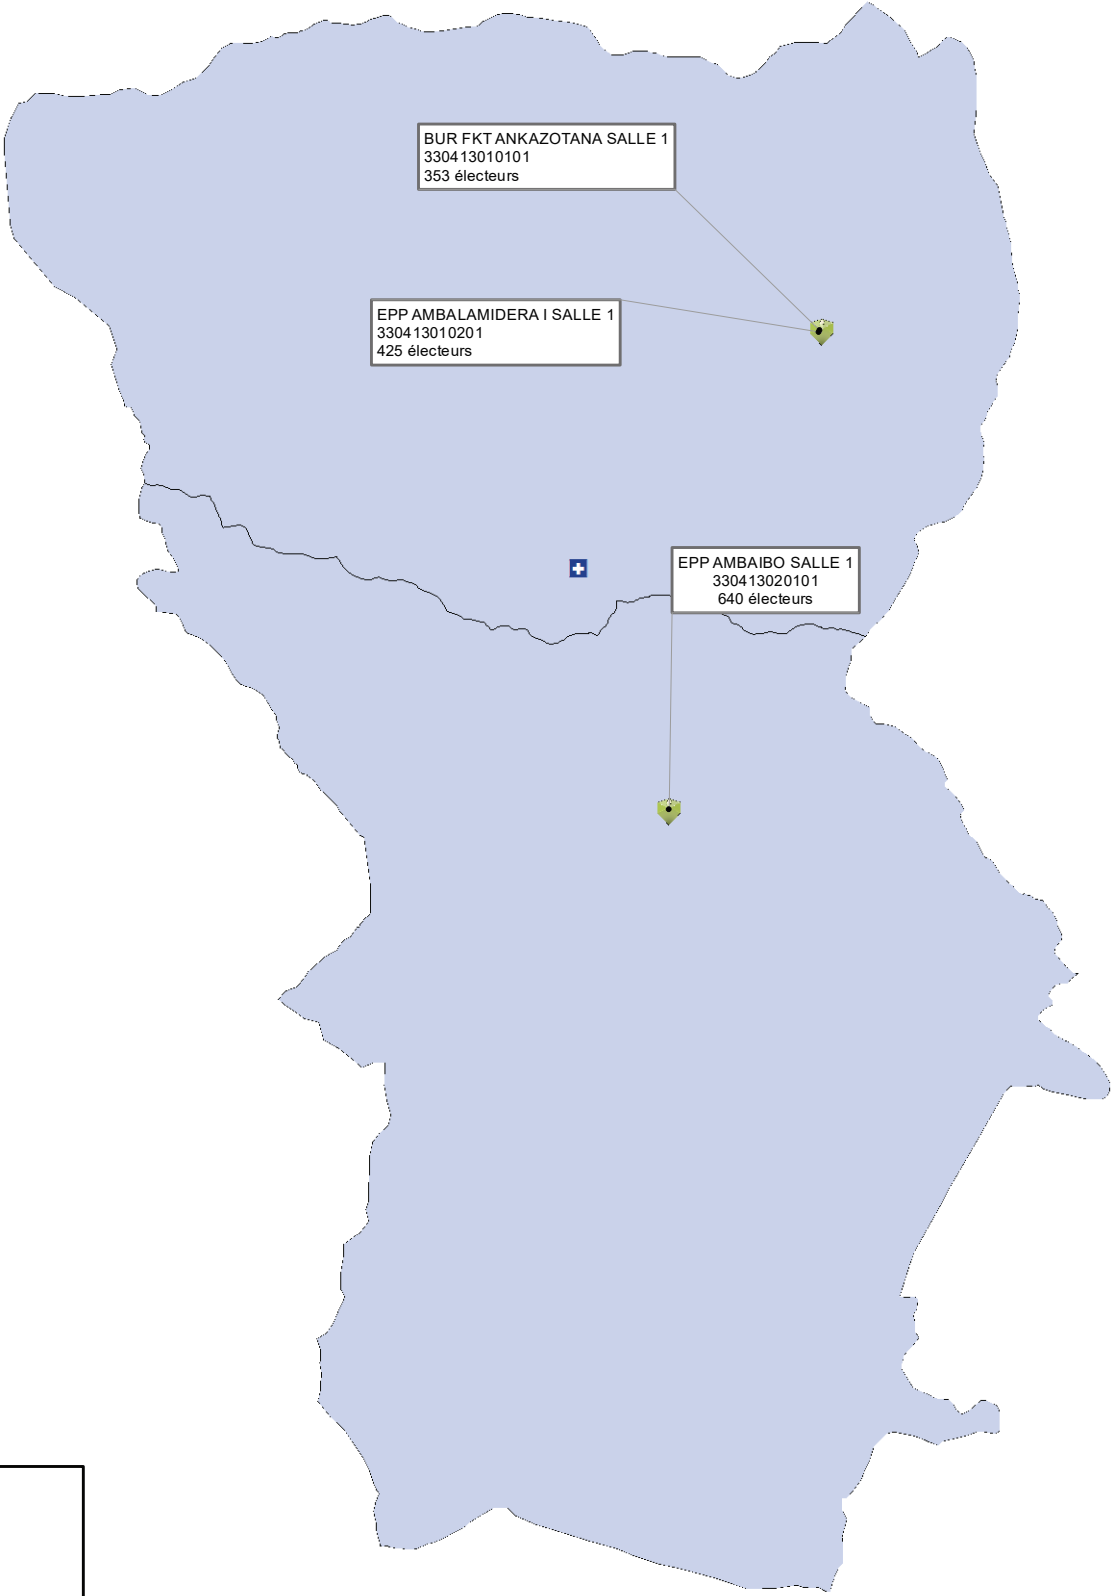 BUR FKT ANKAZOTANA SALLE 1
330413010101
353 électeurs
EPP AMBALAMIDERA I SALLE 1
330413010201
425 électeurs
EPP AMBAIBO SALLE 1
330413020101
640 électeurs